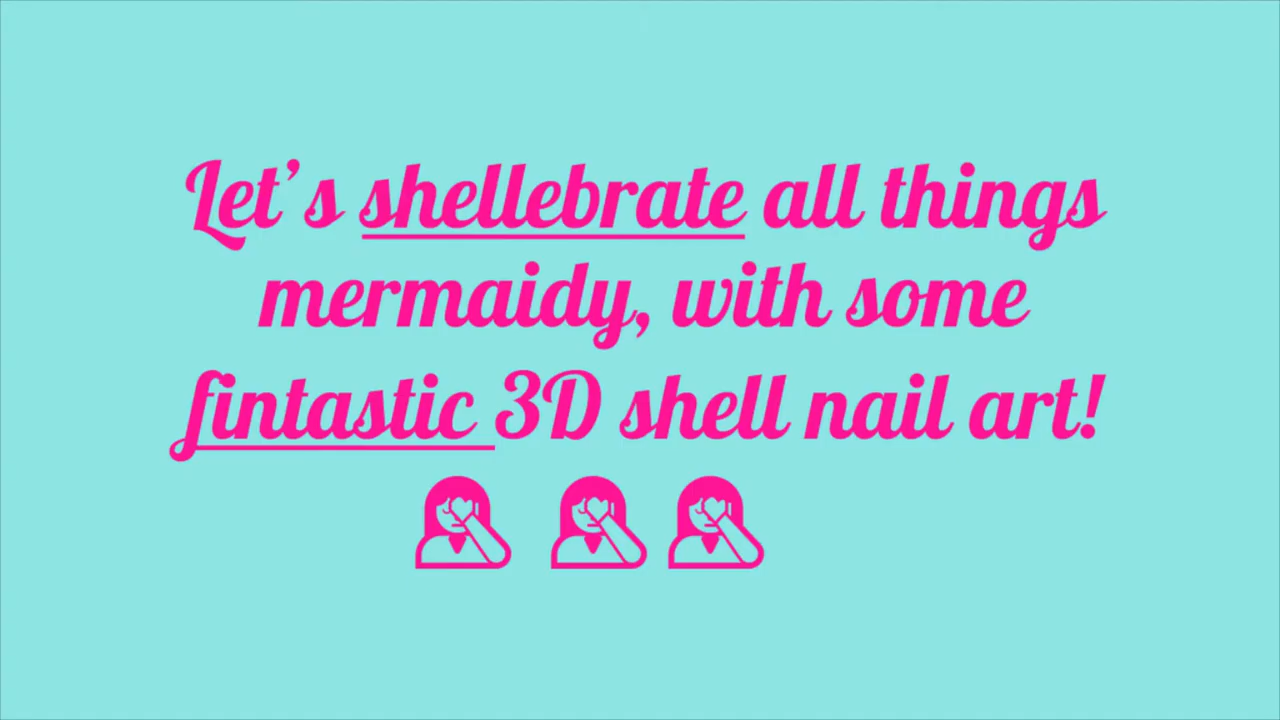 Let’s shellebrate all things
mermaidy, with some
fintastic 3D shell nail art!
🤦‍♀️ 🤦‍♀️ 🤦‍♀️